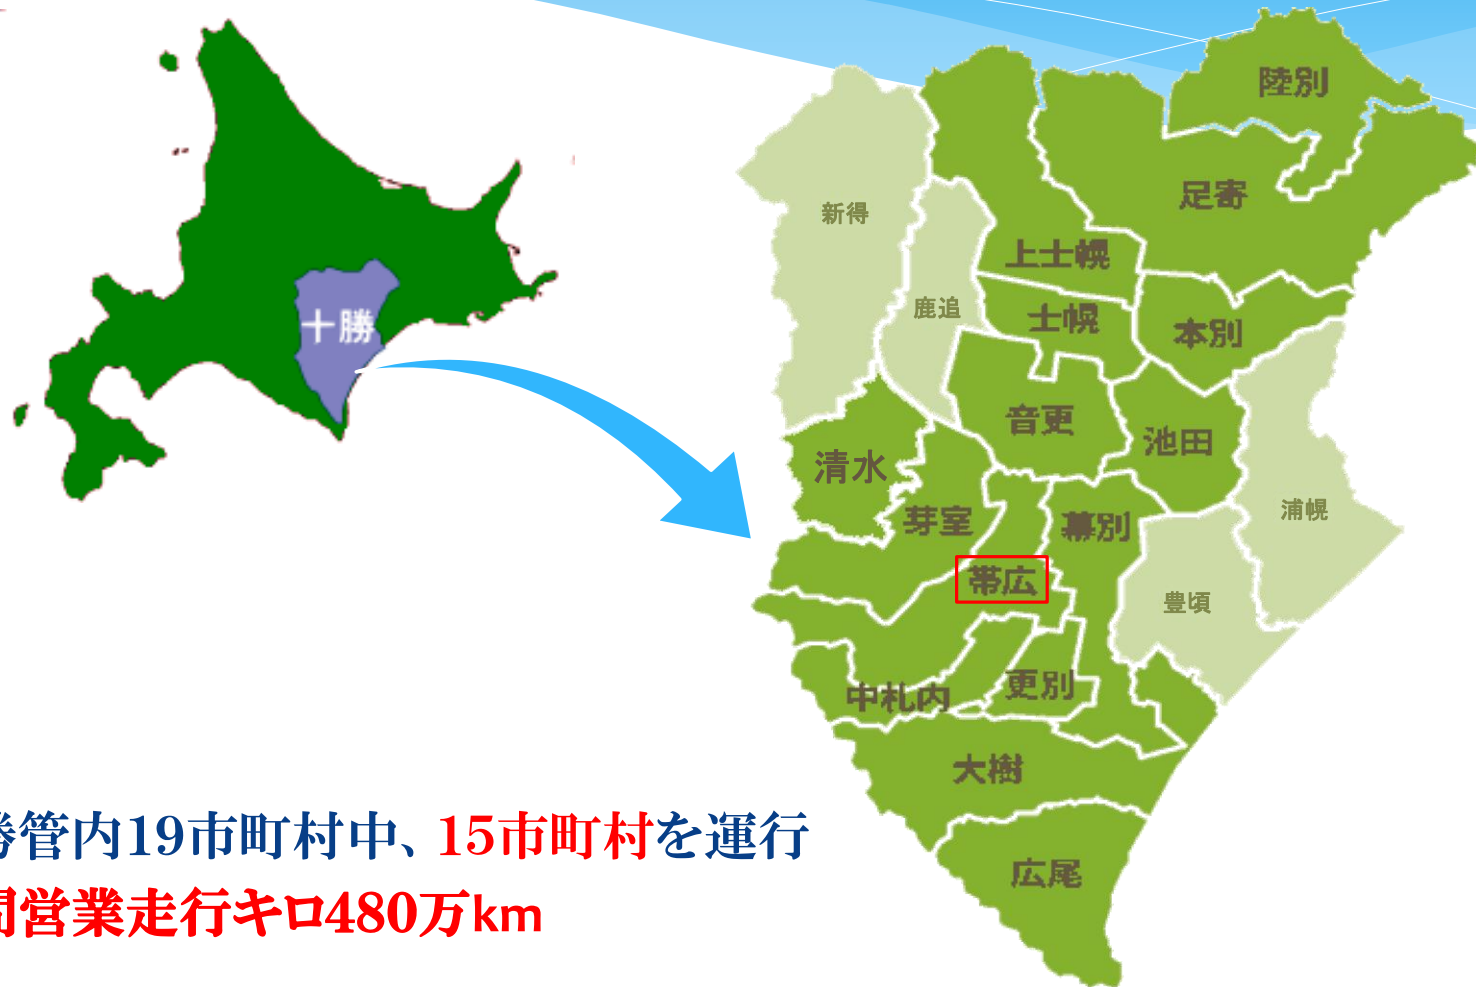 十勝
陸別
足寄
新得
上士幌
鹿追
士幌
本別
音更
池田
清水
芽室
幕別
浦幌
帯広
豊頃
更別
中札内
大樹
広尾
勝管内19市町村中、15市町村を運行
間営業走行キロ480万km